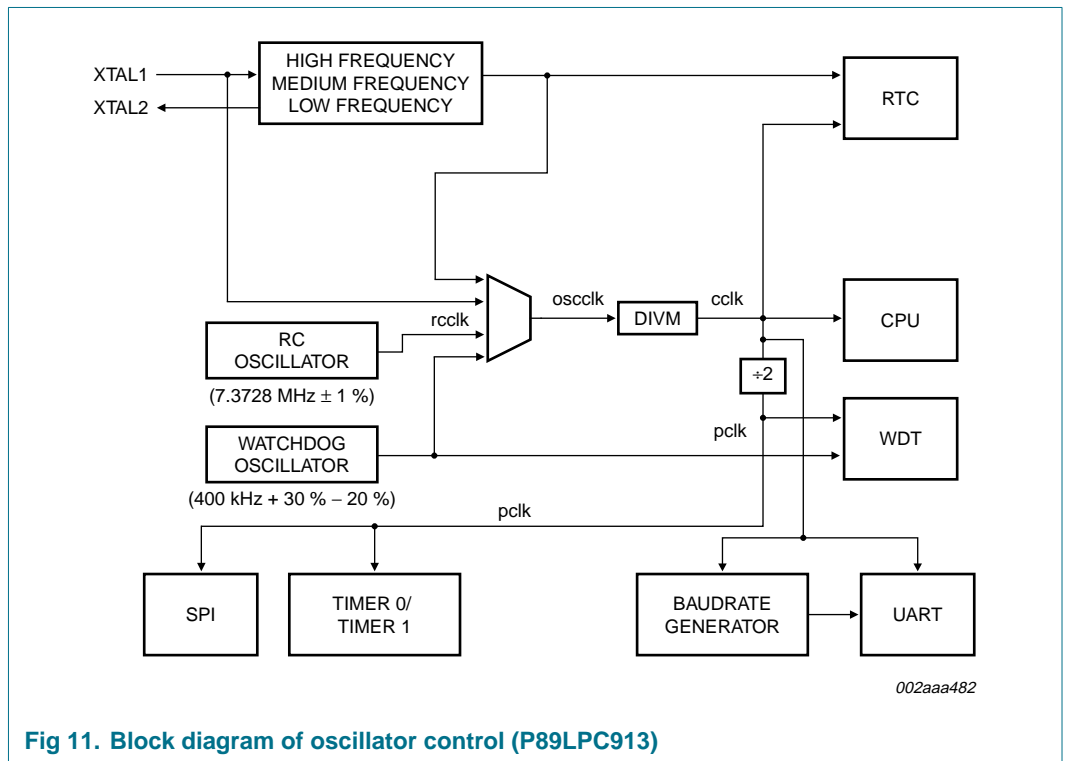 HIGH FREQUENCY
MEDIUM FREQUENCY
LOW FREQUENCY
XTAL1
XTAL2
RTC
oscclk
cclk
rcclk
DIVM
CPU
RC
OSCILLATOR
(7.3728 MHz ± 1 %)
÷2
pclk
WDT
WATCHDOG
OSCILLATOR
(400 kHz + 30 % − 20 %)
pclk
SPI
TIMER 0/
TIMER 1
BAUDRATE
GENERATOR
UART
002aaa482
Fig 11. Block diagram of oscillator control (P89LPC913)